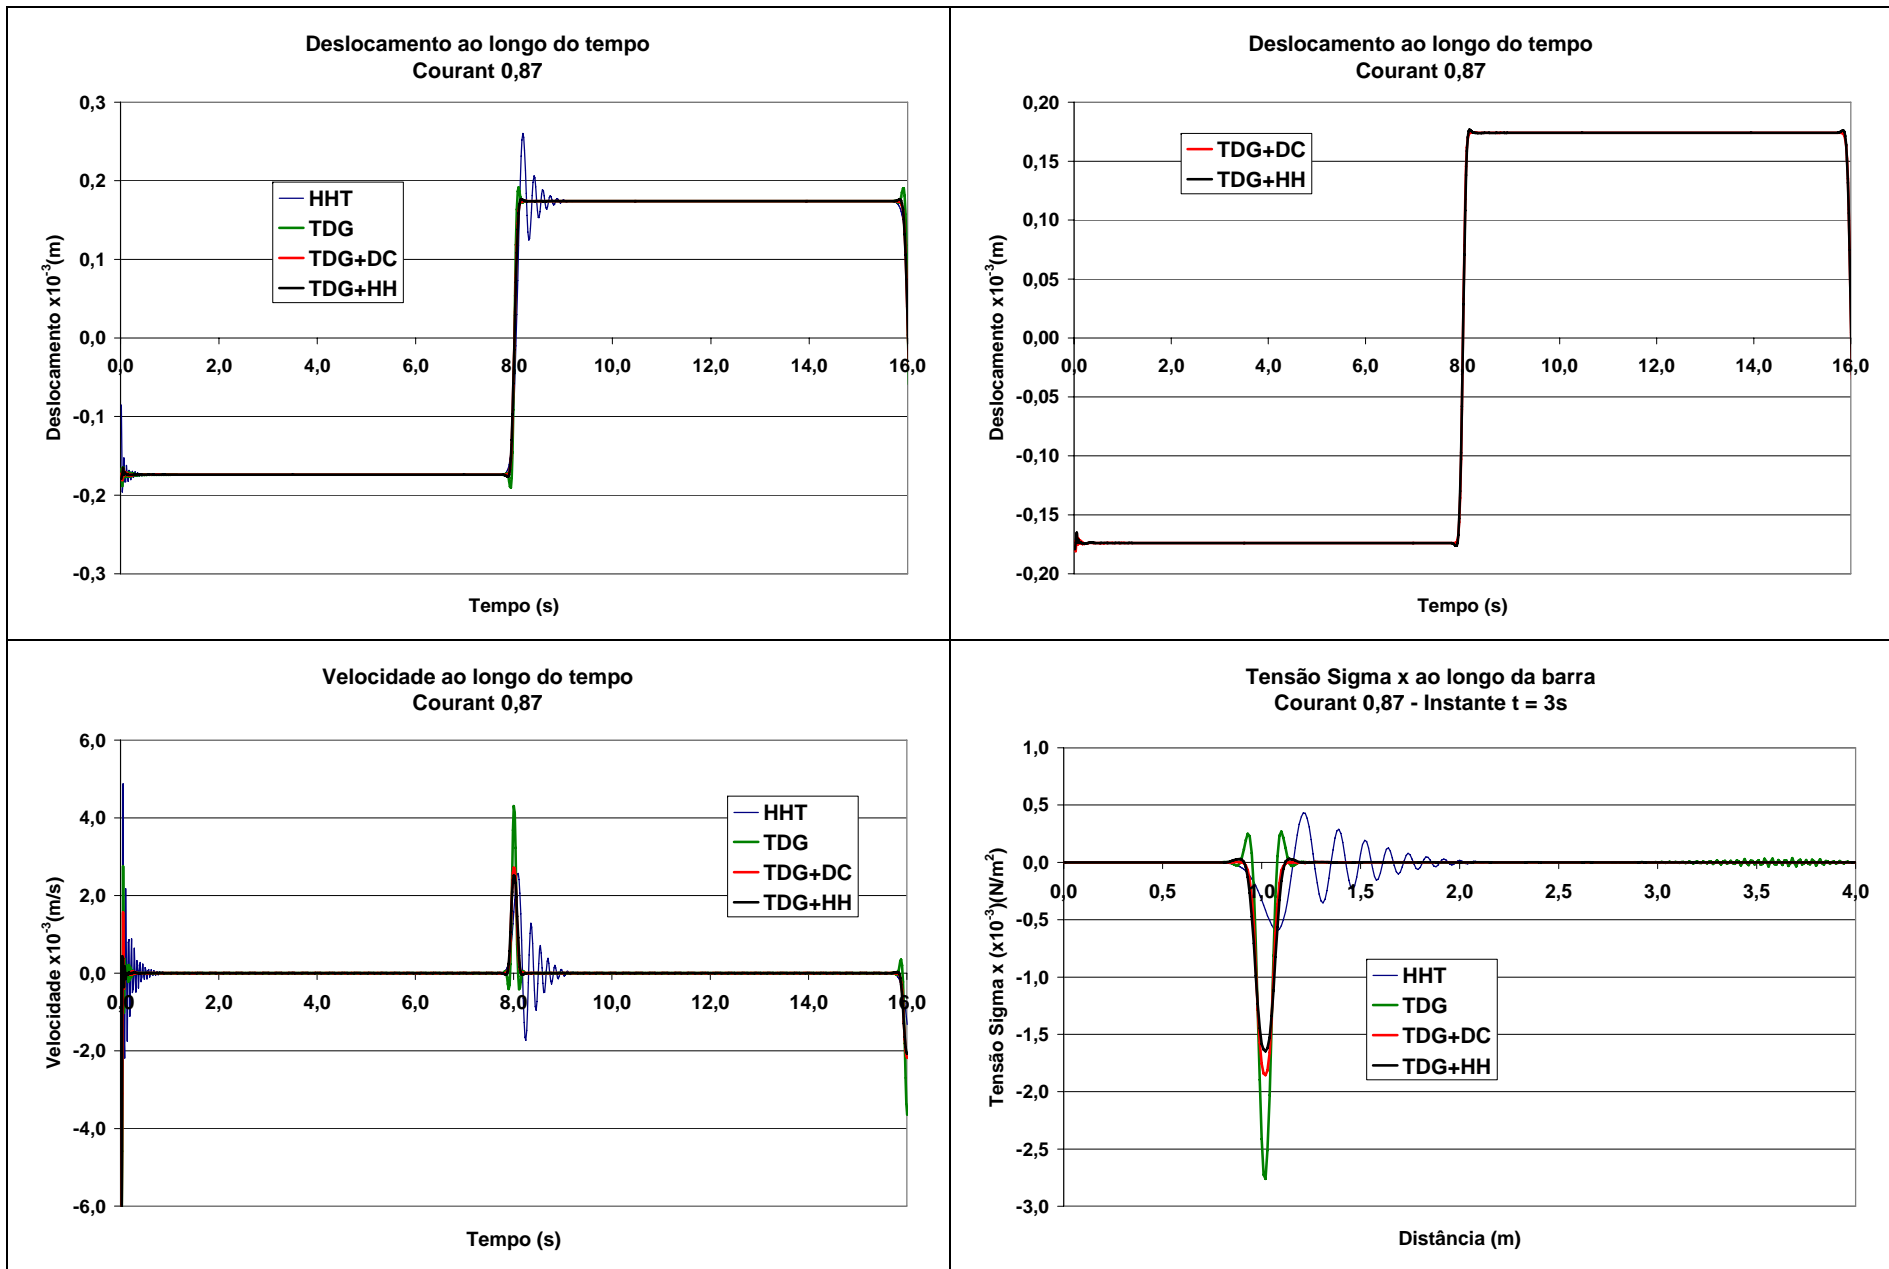 Deslocamento ao longo do tempo
Courant 0,87
0,3
0,2
0,1
0,0
-0,1
-0,2
-0,3
0,0 2,0 4,0 6,0 8,0 10,0 12,0 14,0 16,0
Deslocamento x10-3(m)
Tempo (s)
HHT
TDG
TDG+DC
TDG+HH
Deslocamento ao longo do tempo
Courant 0,87
0,20
0,15
0,10
0,05
0,00
-0,05
-0,10
-0,15
-0,20
0,0 2,0 4,0 6,0 8,0 10,0 12,0 14,0 16,0
Deslocamento x10-3(m)
Tempo (s)
TDG+DC
TDG+HH
Velocidade ao longo do tempo
Courant 0,87
6,0
4,0
2,0
0,0
-2,0
-4,0
-6,0
0,0 2,0 4,0 6,0 8,0 10,0 12,0 14,0 16,0
Velocidade x10-3(m/s)
Tempo (s)
HHT
TDG
TDG+DC
TDG+HH
Tensão Sigma x ao longo da barra
Courant 0,87 - Instante t = 3s
1,0
0,5
0,0
-0,5
-1,0
-1,5
-2,0
-2,5
-3,0
0,0 0,5 1,0 1,5 2,0 2,5 3,0 3,5 4,0
Tensão Sigma x (x10-3)(N/m2)
Distância (m)
HHT
TDG
TDG+DC
TDG+HH